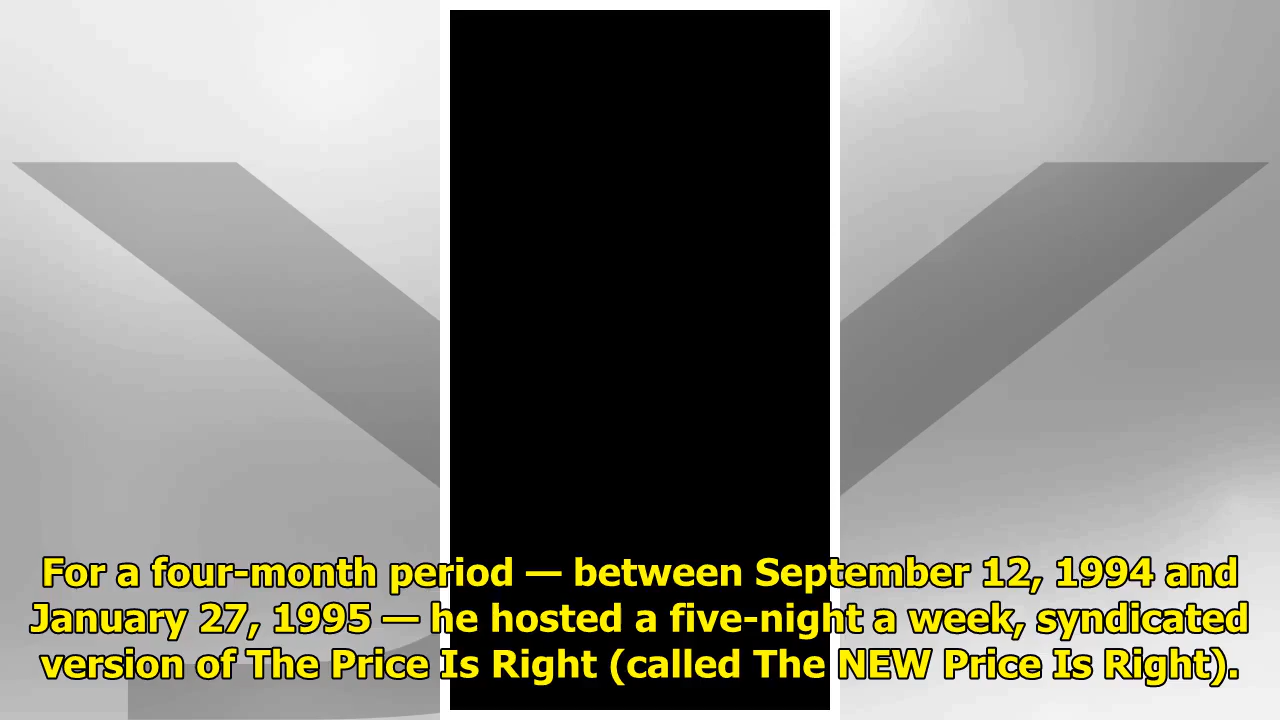 For a four-month period — between September 12, 1994 and
January 27, 1995 — he hosted a five-night a week, syndicated
version of The Price Is Right (called The NEW Price Is Right).